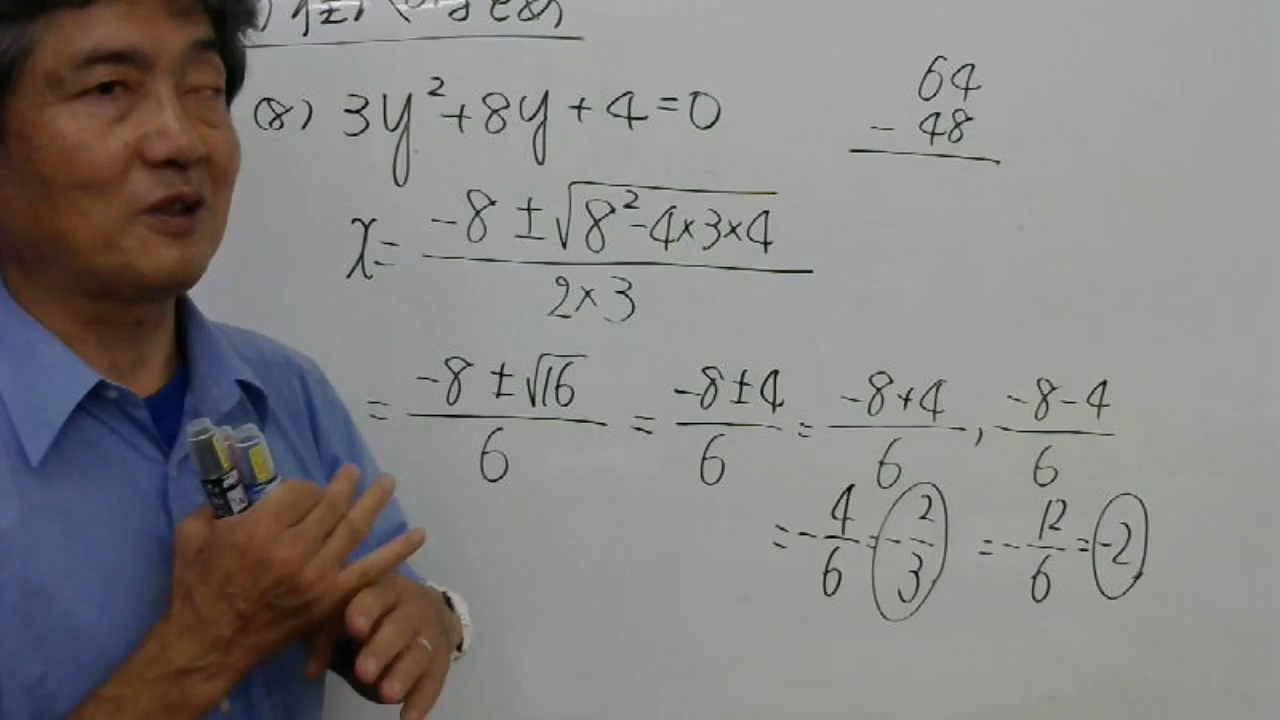 (8) 3y²+8y+4=0
64
- 48
x= -8 ±√8²-4×3×4 / 2×3
= -8 ±√16 / 6 = -8±4 / 6 = -8+4 / 6 , -8-4 / 6
= - 4/6 = - 2/3 = - 12/6 = -2